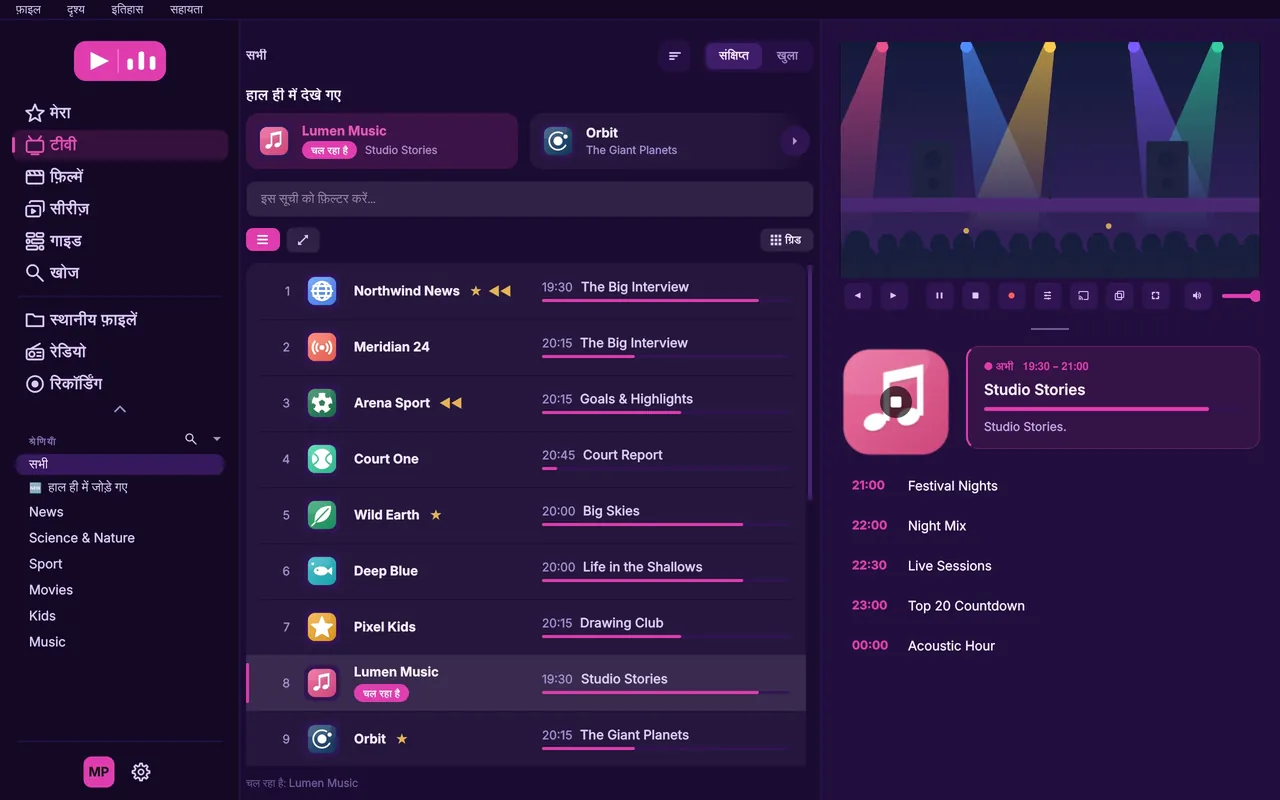 फ़ाइल दृश्य इतिहास सहायता
मेरा
टीवी
फ़िल्में
सीरीज़
गाइड
खोज
स्थानीय फ़ाइलें
रेडियो
रिकॉर्डिंग
श्रेणियाँ
सभी
हाल ही में जोड़े गए
News
Science & Nature
Sport
Movies
Kids
Music
MP
सभी
संक्षिप्त खुला
हाल ही में देखे गए
Lumen Music
चल रहा है Studio Stories
Orbit
The Giant Planets
इस सूची को फ़िल्टर करें...
ग्रिड
1 Northwind News 19:30 The Big Interview
2 Meridian 24 20:15 The Big Interview
3 Arena Sport 20:15 Goals & Highlights
4 Court One 20:45 Court Report
5 Wild Earth 20:00 Big Skies
6 Deep Blue 20:00 Life in the Shallows
7 Pixel Kids 20:15 Drawing Club
8 Lumen Music 19:30 Studio Stories
चल रहा है
9 Orbit 20:15 The Giant Planets
चल रहा है: Lumen Music
अभी 19:30 – 21:00
Studio Stories
Studio Stories.
21:00 Festival Nights
22:00 Night Mix
22:30 Live Sessions
23:00 Top 20 Countdown
00:00 Acoustic Hour